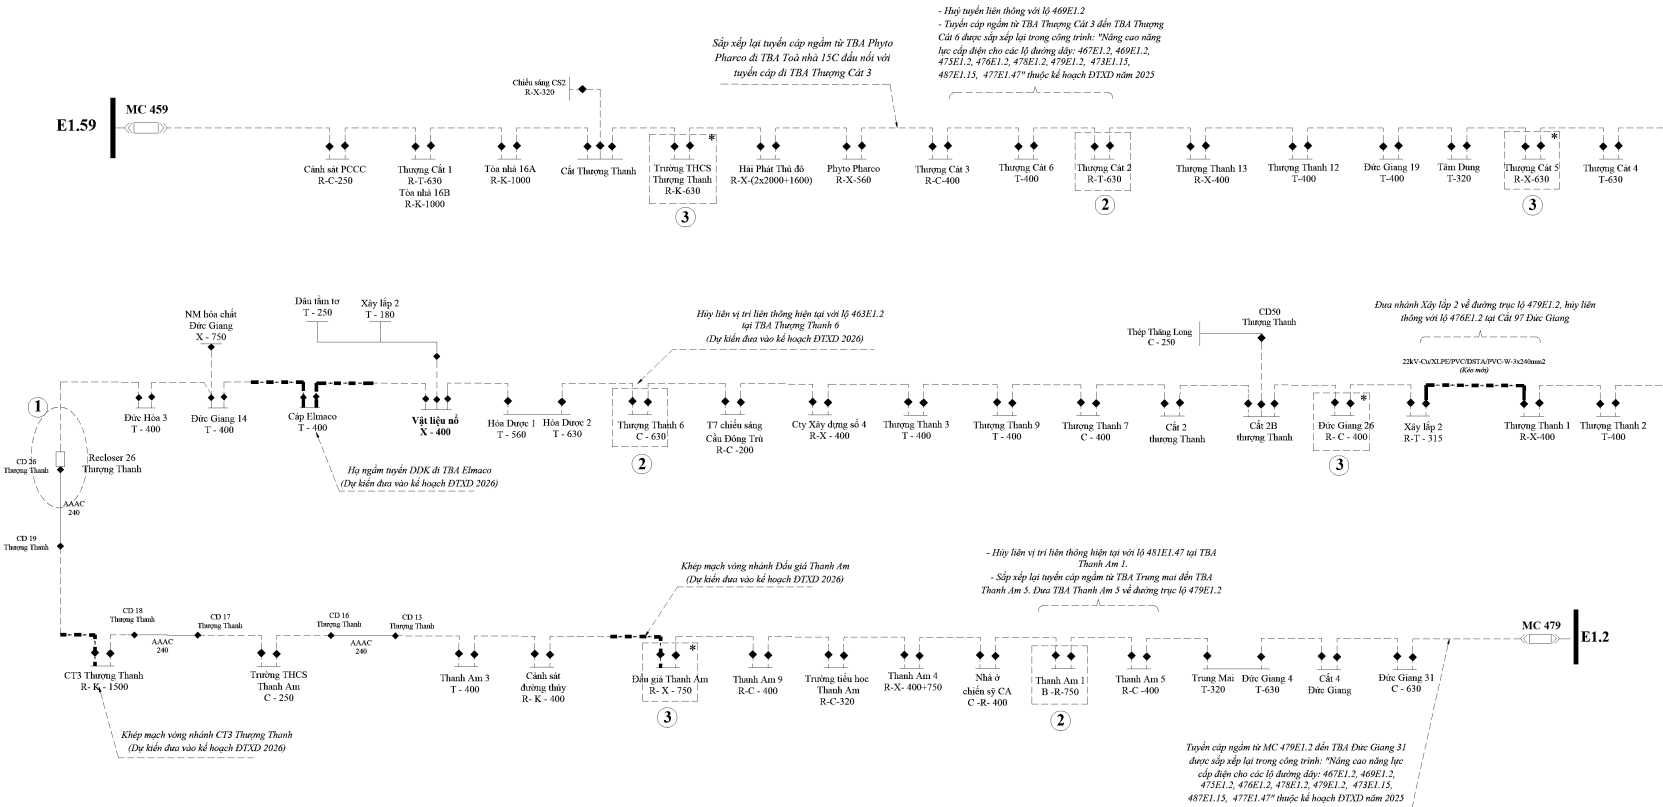 - Huỷ tuyến liên thông với lộ 469E1.2
- Tuyến cáp ngầm từ TBA Thượng Cát 3 đến TBA Thượng
Cát 6 được sắp xếp lại trong công trình: "Nâng cao năng
lực cấp điện cho các lộ đường dây: 467E1.2, 469E1.2,
475E1.2, 476E1.2, 478E1.2, 479E1.2, 473E1.15,
487E1.15, 477E1.47" thuộc kế hoạch ĐTXD năm 2025
Sắp xếp lại tuyến cáp ngầm từ TBA Phyto
Pharco đi TBA Toà nhà 15C đấu nối với
tuyến cáp đi TBA Thượng Cát 3
Chiếu sáng CS2
R-X-320
E1.59
MC 459
Cảnh sát PCCC
R-C-250
Thượng Cát 1
R-T-630
Tòa nhà 16B
R-K-1000
Tòa nhà 16A
R-K-1000
Cắt Thượng Thanh
*
Trường THCS
Thượng Thanh
R-K-630
3
Hải Phát Thủ đô
R-X-(2x2000+1600)
Phyto Pharco
R-X-560
Thượng Cát 3
R-C-400
Thượng Cát 6
T-400
Thượng Cát 2
R-T-630
2
Thượng Thanh 13
R-X-400
Thượng Thanh 12
T-400
Đức Giang 19
T-400
Tâm Dung
T-320
*
Thượng Cát 5
R-X-630
3
Thượng Cát 4
T-630
NM hóa chất
Đức Giang
X - 750
Dâu tằm tơ
T - 250
Xây lắp 2
T - 180
Hủy liên vị trí liên thông hiện tại với lộ 463E1.2
tại TBA Thượng Thanh 6
(Dự kiến đưa vào kế hoạch ĐTXD 2026)
Thép Thăng Long
C - 250
CD50
Thượng Thanh
Đưa nhánh Xây lắp 2 về đường trục lộ 479E1.2, hủy liên
thông với lộ 476E1.2 tại Cắt 97 Đức Giang
22kV-Cu/XLPE/PVC/DSTA/PVC-W-3x240mm2
(Kéo mới)
1
Đức Hòa 3
T - 400
Đức Giang 14
T - 400
Cáp Elmaco
T - 400
Vật liệu nổ
X - 400
Hóa Dược 1
T - 560
Hóa Dược 2
T - 630
Thượng Thanh 6
C - 630
2
T7 chiếu sáng
Cầu Đông Trù
R-C -200
Cty Xây dựng số 4
R-X - 400
Thượng Thanh 3
T - 400
Thượng Thanh 9
T - 400
Thượng Thanh 7
C - 400
Cắt 2
thượng Thanh
Cắt 2B
thượng Thanh
*
Đức Giang 26
R- C - 400
3
Xây lắp 2
R-T - 315
Thượng Thanh 1
R-X-400
Thượng Thanh 2
T-400
Hạ ngầm tuyến DDK đi TBA Elmaco
(Dự kiến đưa vào kế hoạch ĐTXD 2026)
CD 26
Thượng Thanh
Recloser 26
Thượng Thanh
AAAC
240
CD 19
Thượng Thanh
Khép mạch vòng nhánh Đấu giá Thanh Am
(Dự kiến đưa vào kế hoạch ĐTXD 2026)
- Hủy liên vị trí liên thông hiện tại với lộ 481E1.47 tại TBA
Thanh Am 1.
- Sắp xếp lại tuyến cáp ngầm từ TBA Trung mai đến TBA
Thanh Am 5. Đưa TBA Thanh Am 5 về đường trục lộ 479E1.2
CD 18
Thượng Thanh
AAAC
240
CD 17
Thượng Thanh
CD 16
Thượng Thanh
AAAC
240
CD 13
Thượng Thanh
MC 479
E1.2
CT3 Thượng Thanh
R- K - 1500
Trường THCS
Thanh Am
C - 250
Thanh Am 3
T - 400
Cảnh sát
đường thủy
R- K - 400
*
Đấu giá Thanh Am
R- X - 750
3
Thanh Am 9
R-C - 400
Trường tiểu học
Thanh Am
R-C-320
Thanh Am 4
R-X- 400+750
Nhà ở
chiến sỹ CA
C -R- 400
Thanh Am 1
B -R-750
2
Thanh Am 5
R-C - 400
Trung Mai
T-320
Đức Giang 4
T-630
Cắt 4
Đức Giang
Đức Giang 31
C - 630
Khép mạch vòng nhánh CT3 Thượng Thanh
(Dự kiến đưa vào kế hoạch ĐTXD 2026)
Tuyến cáp ngầm từ MC 479E1.2 đến TBA Đức Giang 31
được sắp xếp lại trong công trình: "Nâng cao năng lực
cấp điện cho các lộ đường dây: 467E1.2, 469E1.2,
475E1.2, 476E1.2, 478E1.2, 479E1.2, 473E1.15,
487E1.15, 477E1.47" thuộc kế hoạch ĐTXD năm 2025